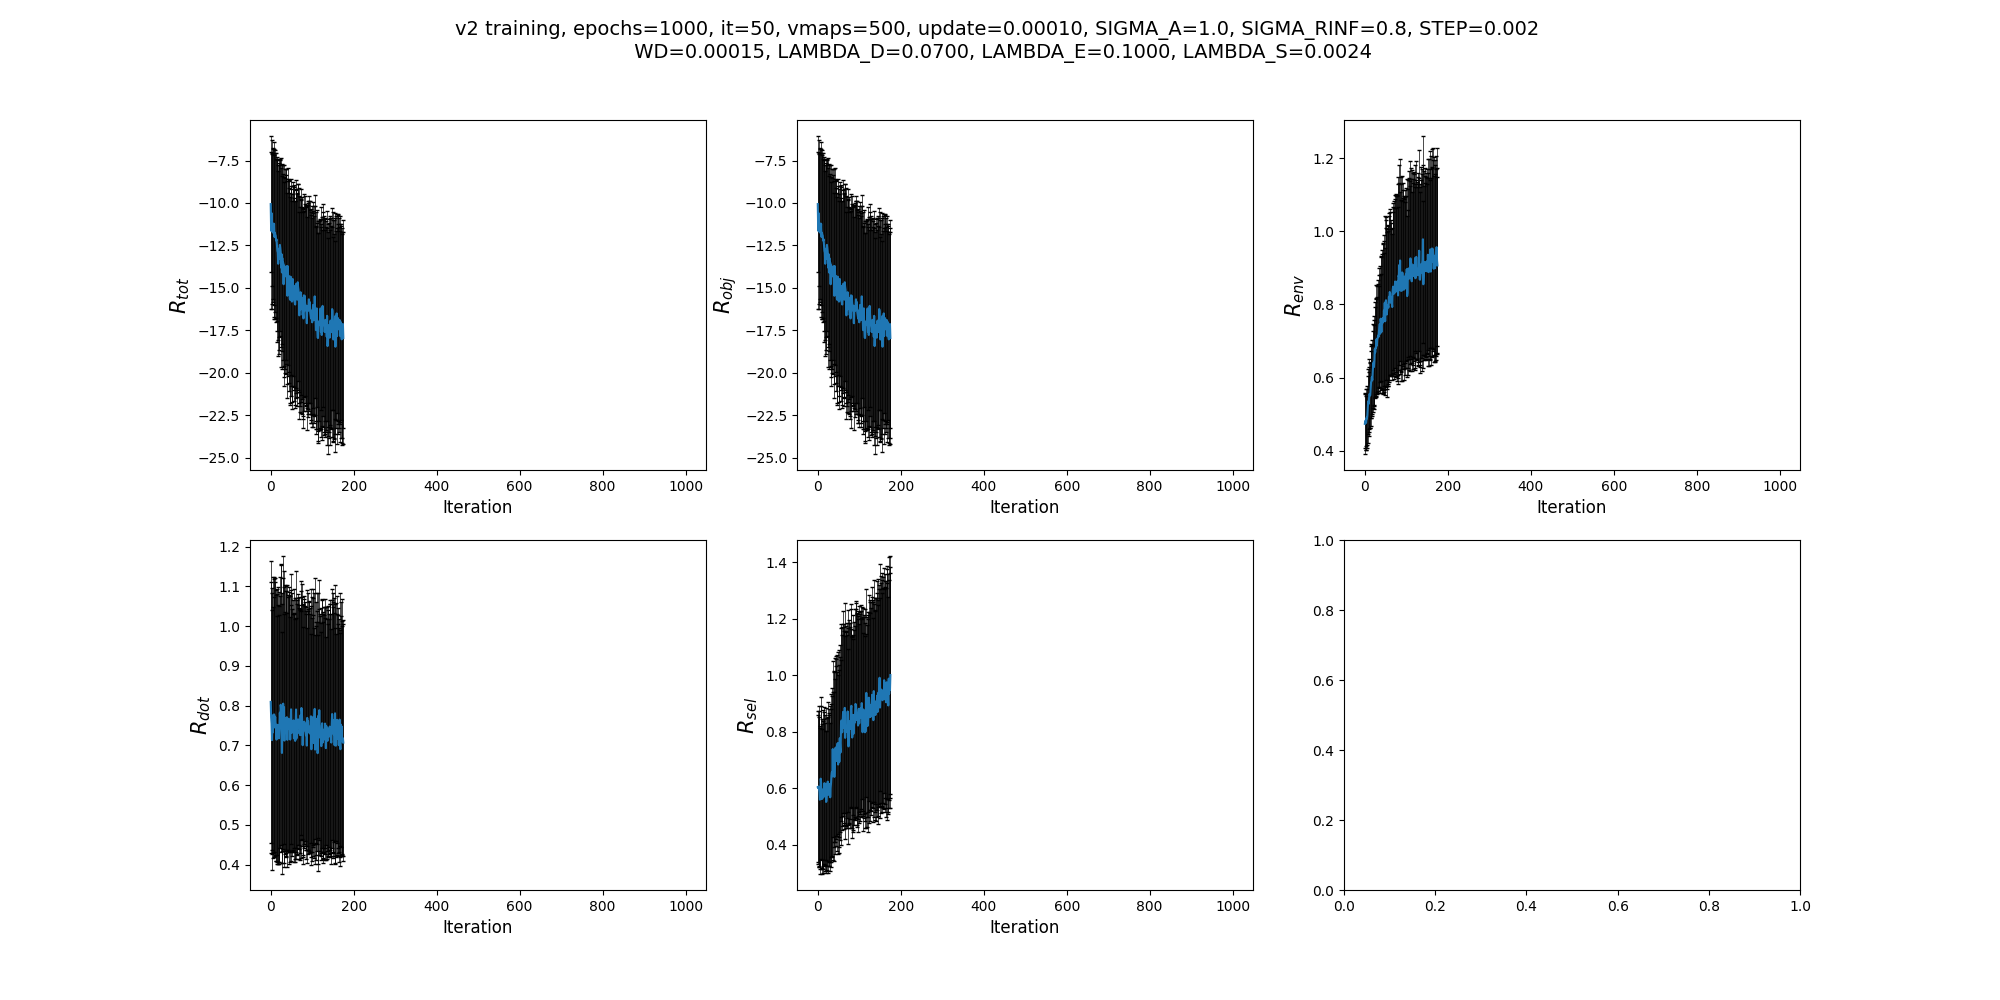 v2 training, epochs=1000, it=50, vmaps=500, update=0.00010, SIGMA_A=1.0, SIGMA_RINF=0.8, STEP=0.002
WD=0.00015, LAMBDA_D=0.0700, LAMBDA_E=0.1000, LAMBDA_S=0.0024
R_tot
−7.5
−10.0
−12.5
−15.0
−17.5
−20.0
−22.5
−25.0
0 200 400 600 800 1000
Iteration
R_obj
−7.5
−10.0
−12.5
−15.0
−17.5
−20.0
−22.5
−25.0
0 200 400 600 800 1000
Iteration
R_env
1.2
1.0
0.8
0.6
0.4
0 200 400 600 800 1000
Iteration
R_dot
1.2
1.1
1.0
0.9
0.8
0.7
0.6
0.5
0.4
0 200 400 600 800 1000
Iteration
R_sel
1.4
1.2
1.0
0.8
0.6
0.4
0 200 400 600 800 1000
Iteration
1.0
0.8
0.6
0.4
0.2
0.0
0.0 0.2 0.4 0.6 0.8 1.0